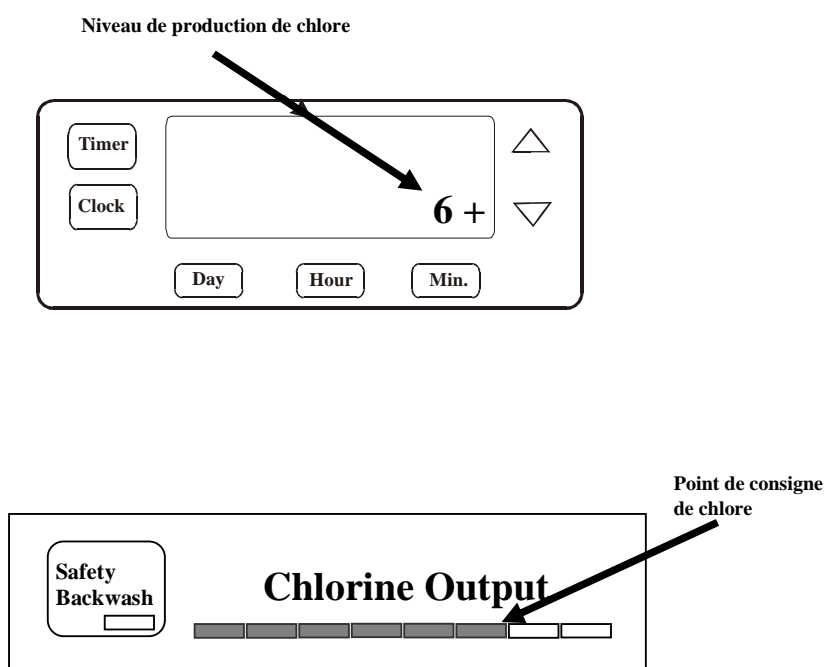 Niveau de production de chlore
Timer
Clock
6 +
Day Hour Min.
Point de consigne
de chlore
Safety
Backwash
Chlorine Output